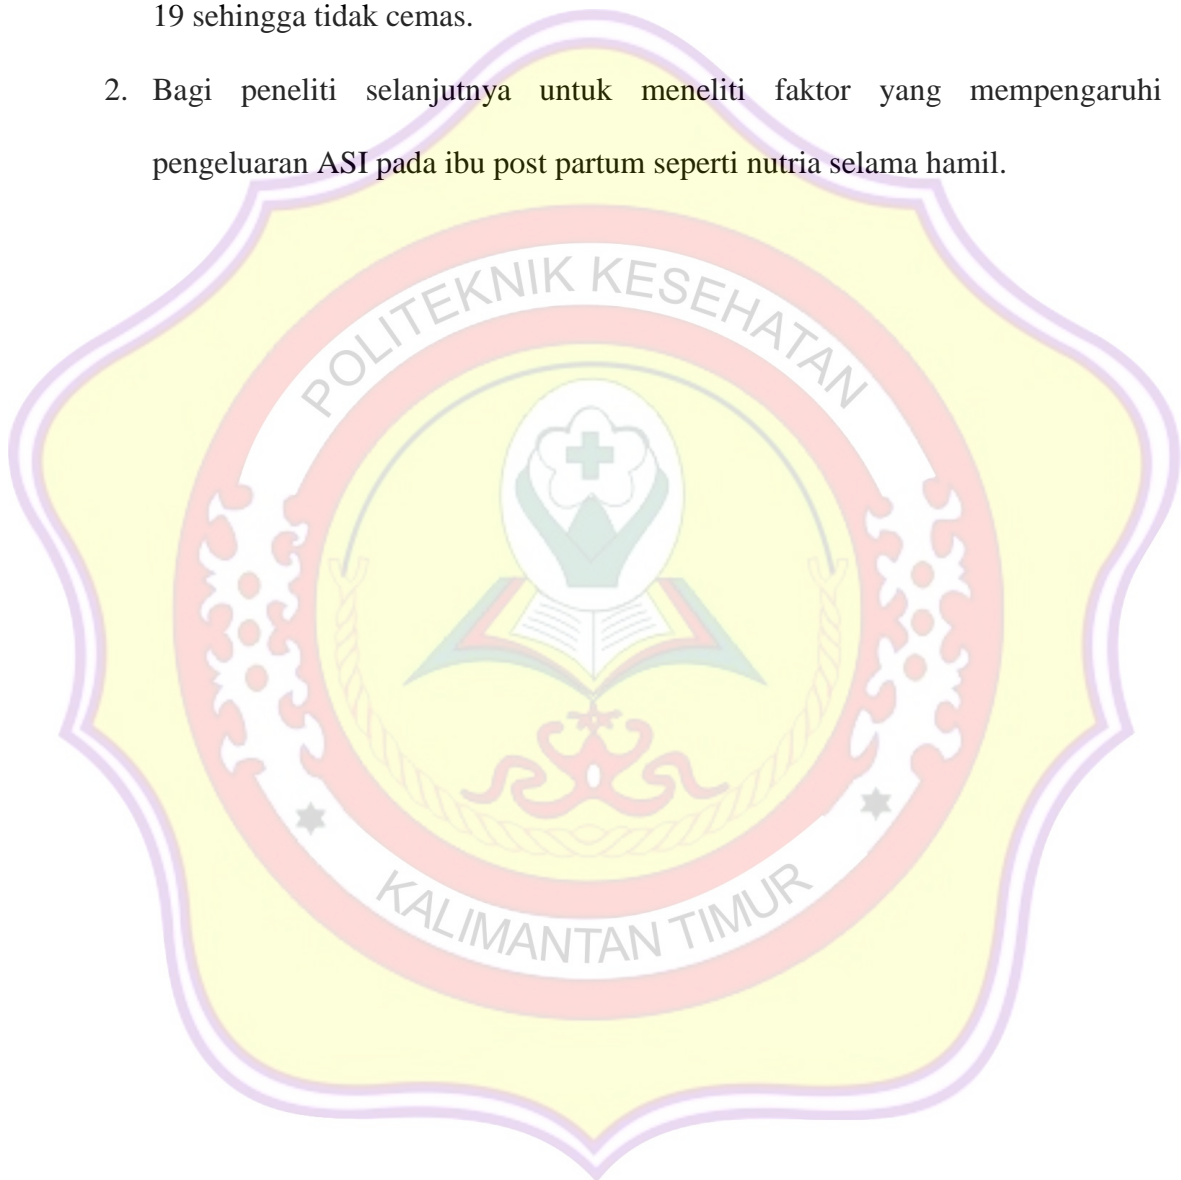 19 sehingga tidak cemas.
2. Bagi peneliti selanjutnya untuk meneliti faktor yang mempengaruhi
pengeluaran ASI pada ibu post partum seperti nutria selama hamil.
POLITEKNIK KESEHATAN
KALIMANTAN TIMUR